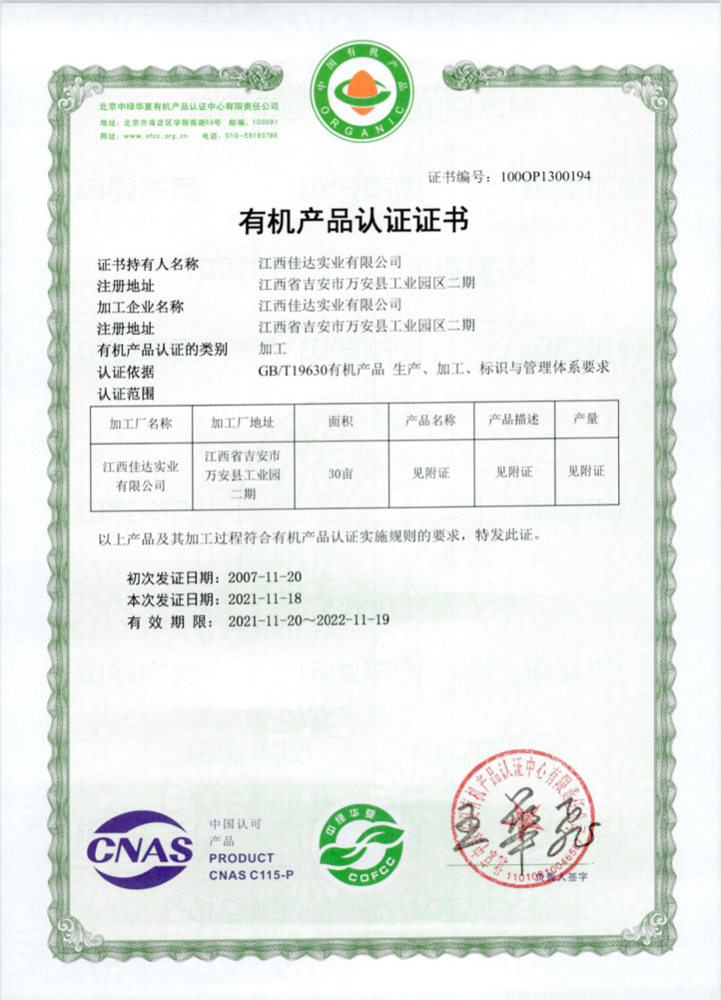 北京中绿华夏有机产品认证中心有限责任公司
地址：北京市海淀区学院南路59号 邮编：100081
网址：www.ofcc.org.cn 电话：010-59193786
中国有机产品
ORGANIC
证书编号：100OP1300194
有机产品认证证书
证书持有人名称 江西佳达实业有限公司
注册地址 江西省吉安市万安县工业园区二期
加工企业名称 江西佳达实业有限公司
注册地址 江西省吉安市万安县工业园区二期
有机产品认证的类别 加工
认证依据 GB/T19630有机产品 生产、加工、标识与管理体系要求
认证范围
加工厂名称 加工厂地址 面积 产品名称 产品描述 产量
江西佳达实业有限公司 江西省吉安市万安县工业园二期 30亩 见附证 见附证 见附证
以上产品及其加工过程符合有机产品认证实施规则的要求，特发此证。
初次发证日期：2007-11-20
本次发证日期：2021-11-18
有效期限：2021-11-20～2022-11-19
CNAS
中国认可
产品
PRODUCT
CNAS C115-P
中绿华夏
COFCC
有机产品认证中心有限责任
王华飞
负责人签字